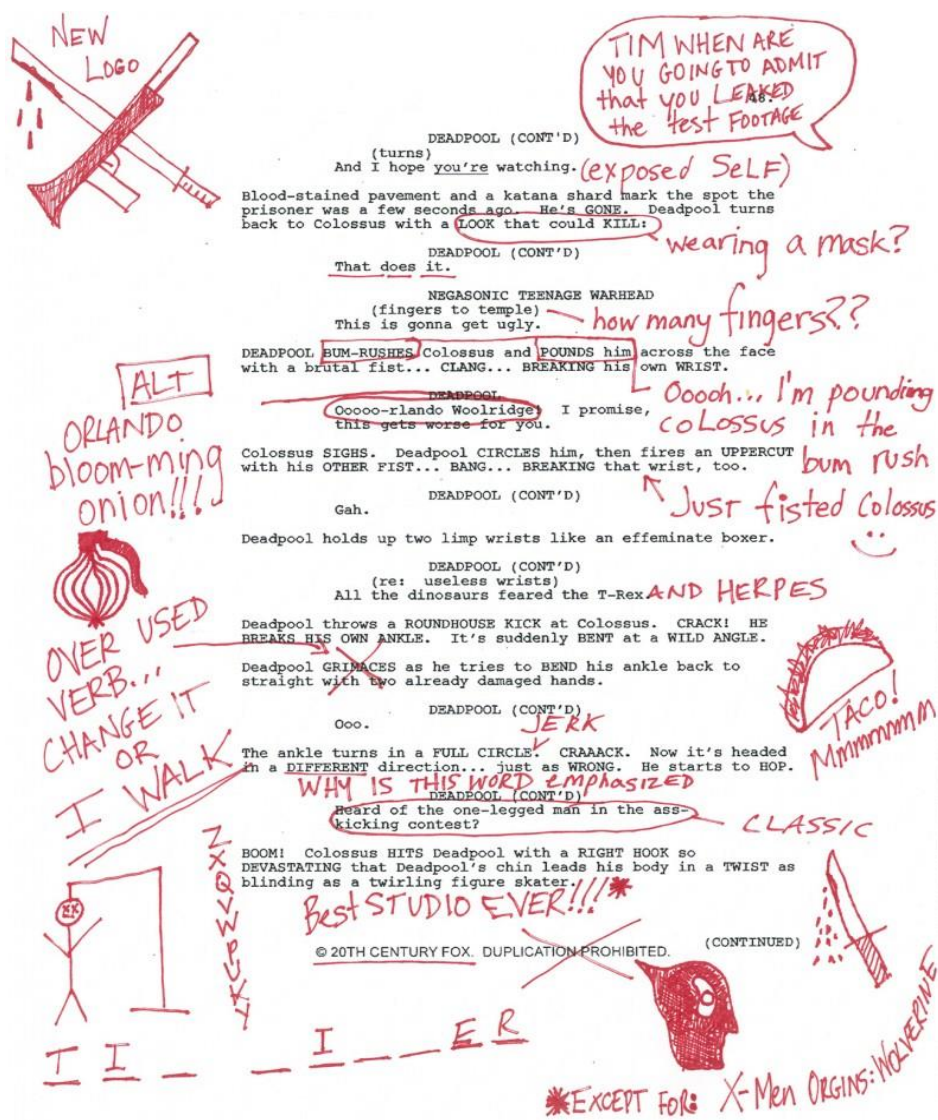 NEW
LOGO
TIM WHEN ARE
YOU GOING TO ADMIT
that YOU LEAKED
the test FOOTAGE
48.
DEADPOOL (CONT'D)
(turns)
And I hope you're watching. (exposed SELF)
Blood-stained pavement and a katana shard mark the spot the
prisoner was a few seconds ago. He's GONE. Deadpool turns
back to Colossus with a LOOK that could KILL:
wearing a mask?
DEADPOOL (CONT'D)
That does it.
NEGASONIC TEENAGE WARHEAD
(fingers to temple)
how many fingers??
This is gonna get ugly.
DEADPOOL BUM-RUSHES Colossus and POUNDS him across the face
with a brutal fist... CLANG... BREAKING his own WRIST.
Ooooh... I'm pounding
COLOSSUS in the
bum rush
ALT
ORLANDO
bloom-ming
onion!!!
DEADPOOL
Ooooo-rlando Woolridge! I promise,
this gets worse for you.
Colossus SIGHS. Deadpool CIRCLES him, then fires an UPPERCUT
with his OTHER FIST... BANG... BREAKING that wrist, too.
Just fisted Colossus
DEADPOOL (CONT'D)
Gah.
Deadpool holds up two limp wrists like an effeminate boxer.
DEADPOOL (CONT'D)
(re: useless wrists)
All the dinosaurs feared the T-Rex. AND HERPES
Deadpool throws a ROUNDHOUSE KICK at Colossus. CRACK! HE
BREAKS HIS OWN ANKLE. It's suddenly BENT at a WILD ANGLE.
OVER USED
VERB...
CHANGE IT
OR
I WALK
Deadpool GRIMACES as he tries to BEND his ankle back to
straight with two already damaged hands.
TACO!
Mmmmmmm
DEADPOOL (CONT'D)
Ooo.
JERK
The ankle turns in a FULL CIRCLE. CRAAACK. Now it's headed
in a DIFFERENT direction... just as WRONG. He starts to HOP.
WHY IS THIS WORD emphasized
DEADPOOL (CONT'D)
Heard of the one-legged man in the ass-
kicking contest?
CLASSIC
BOOM! Colossus HITS Deadpool with a RIGHT HOOK so
DEVASTATING that Deadpool's chin leads his body in a TWIST as
blinding as a twirling figure skater.
Best STUDIO EVER!!!*
(CONTINUED)
© 20TH CENTURY FOX. DUPLICATION PROHIBITED.
T I _ _ I _ _ E R
*EXCEPT FOR: X-Men ORGINS: WOLVERINE